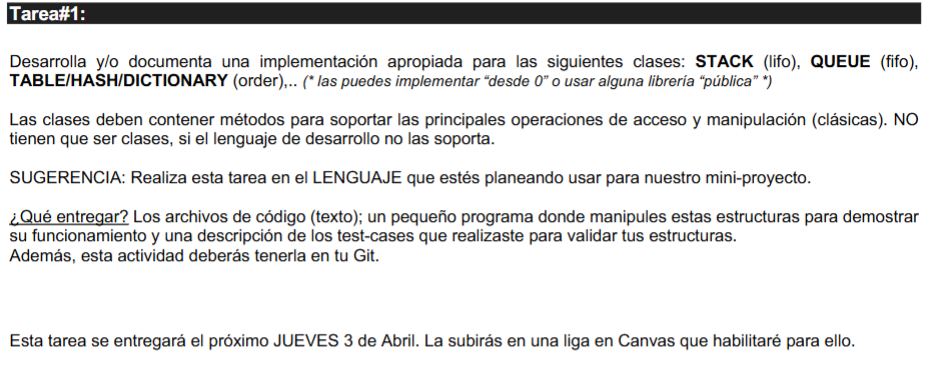 Tarea#1:
Desarrolla y/o documenta una implementación apropiada para las siguientes clases: STACK (lifo), QUEUE (fifo),
TABLE/HASH/DICTIONARY (order),.. (* las puedes implementar “desde 0” o usar alguna librería “pública” *)
Las clases deben contener métodos para soportar las principales operaciones de acceso y manipulación (clásicas). NO
tienen que ser clases, si el lenguaje de desarrollo no las soporta.
SUGERENCIA: Realiza esta tarea en el LENGUAJE que estés planeando usar para nuestro mini-proyecto.
¿Qué entregar? Los archivos de código (texto); un pequeño programa donde manipules estas estructuras para demostrar
su funcionamiento y una descripción de los test-cases que realizaste para validar tus estructuras.
Además, esta actividad deberás tenerla en tu Git.
Esta tarea se entregará el próximo JUEVES 3 de Abril. La subirás en una liga en Canvas que habilitaré para ello.